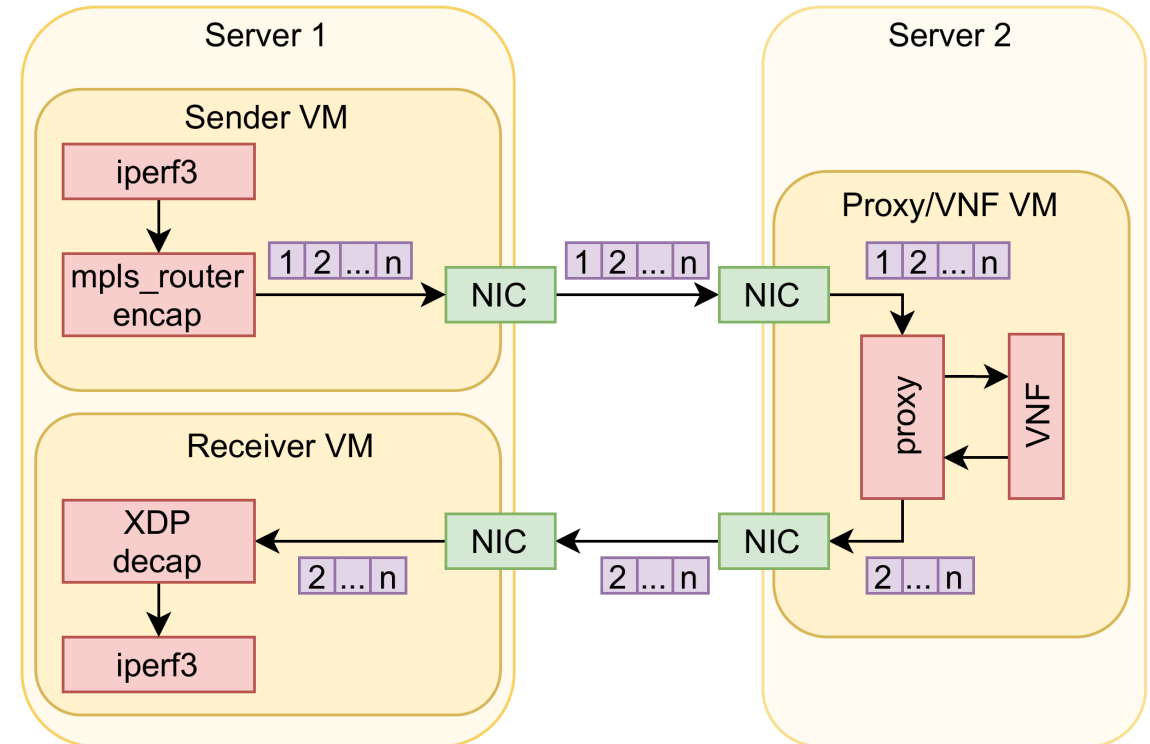 Server 1
Server 2
Sender VM
iperf3
mpls_router
encap
1 2 ... n
NIC
1 2 ... n
NIC
Proxy/VNF VM
1 2 ... n
proxy
VNF
Receiver VM
XDP
decap
2 ... n
NIC
2 ... n
NIC
2 ... n
iperf3